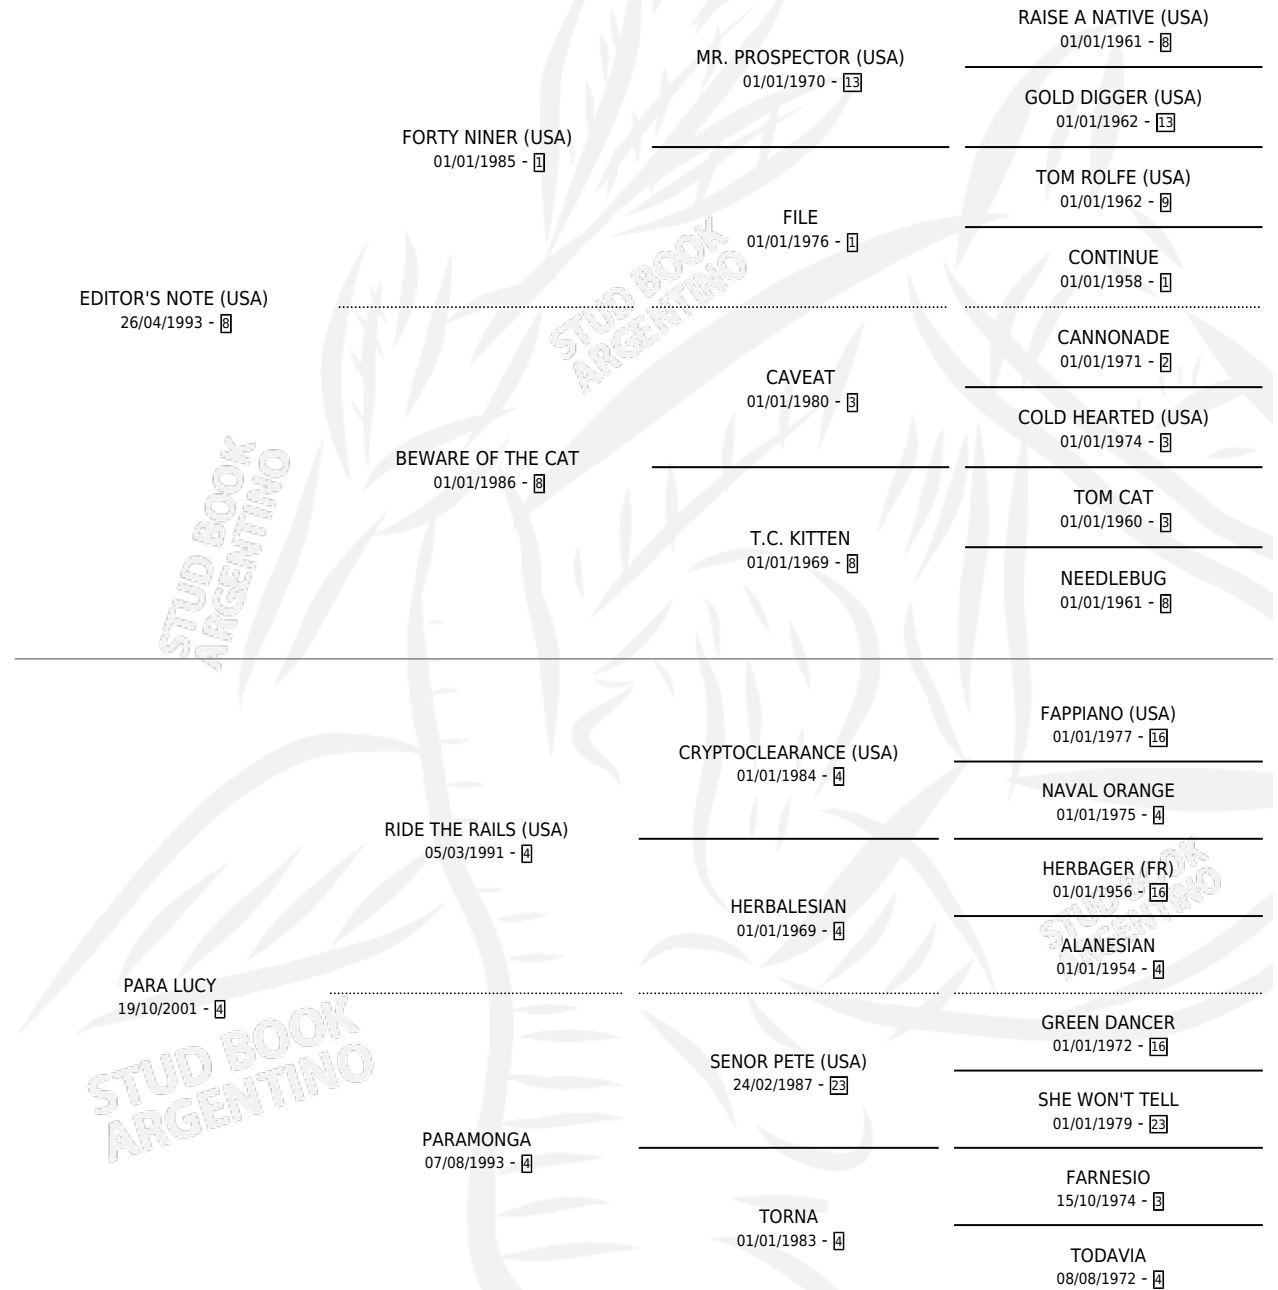 RAISE A NATIVE (USA)
01/01/1961 - 8
MR. PROSPECTOR (USA)
01/01/1970 - 13
GOLD DIGGER (USA)
01/01/1962 - 13
FORTY NINER (USA)
01/01/1985 - 1
TOM ROLFE (USA)
01/01/1962 - 9
FILE
01/01/1976 - 1
CONTINUE
01/01/1958 - 1
EDITOR'S NOTE (USA)
26/04/1993 - 8
CANNONADE
01/01/1971 - 2
CAVEAT
01/01/1980 - 3
COLD HEARTED (USA)
01/01/1974 - 3
BEWARE OF THE CAT
01/01/1986 - 8
TOM CAT
01/01/1960 - 3
T.C. KITTEN
01/01/1969 - 8
NEEDLEBUG
01/01/1961 - 8
STUD BOOK
ARGENTINO
STUD BOOK
ARGENTINO
FAPPIANO (USA)
01/01/1977 - 16
CRYPTOCLEARANCE (USA)
01/01/1984 - 4
NAVAL ORANGE
01/01/1975 - 4
RIDE THE RAILS (USA)
05/03/1991 - 4
HERBAGER (FR)
01/01/1956 - 16
HERBALESIAN
01/01/1969 - 4
ALANESIAN
01/01/1954 - 4
PARA LUCY
19/10/2001 - 4
GREEN DANCER
01/01/1972 - 16
SENOR PETE (USA)
24/02/1987 - 23
SHE WON'T TELL
01/01/1979 - 23
PARAMONGA
07/08/1993 - 4
FARNESIO
15/10/1974 - 3
TORNA
01/01/1983 - 4
TODAVIA
08/08/1972 - 4
STUD BOOK
ARGENTINO
STUD BOOK
ARGENTINO